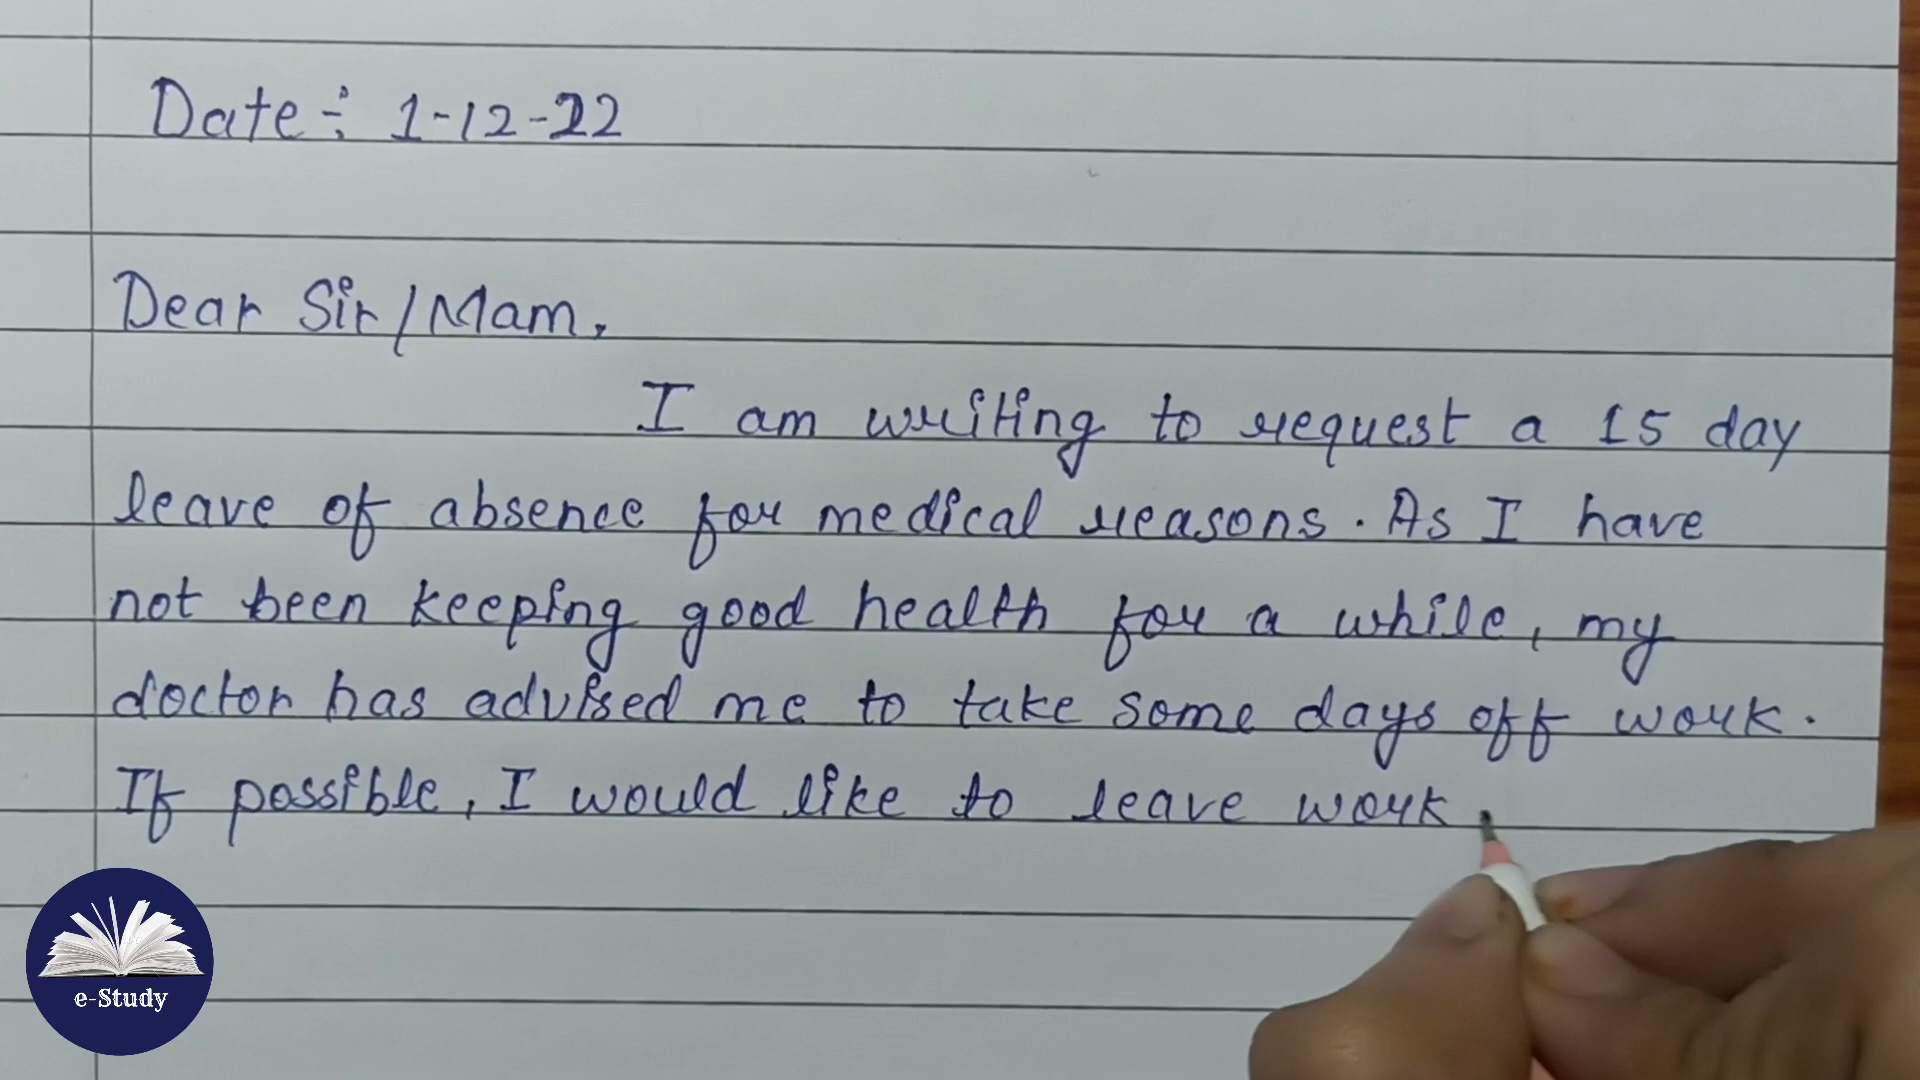 Date ÷ 1-12-22
Dear Sir/Mam,
I am writing to request a 15 day
leave of absence for medical reasons. As I have
not been keeping good health for a while, my
doctor has advised me to take some days off work.
If possible, I would like to leave work
e-Study